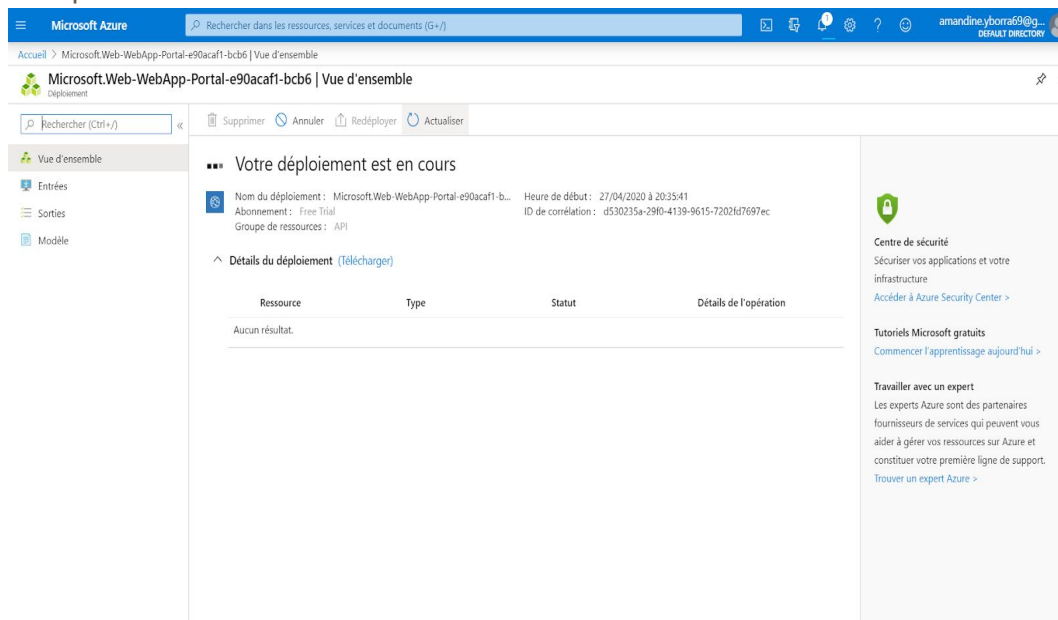 Microsoft Azure
Rechercher dans les ressources, services et documents (G+/)
1
amandine.yborra69@g...
DEFAULT DIRECTORY
Accueil > Microsoft.Web-WebApp-Portal-e90acaf1-bcb6 | Vue d'ensemble
Microsoft.Web-WebApp-Portal-e90acaf1-bcb6 | Vue d'ensemble
Déploiement
Rechercher (Ctrl+/)
Supprimer Annuler Redéployer Actualiser
Vue d'ensemble
Entrées
Sorties
Modèle
Votre déploiement est en cours
Nom du déploiement : Microsoft.Web-WebApp-Portal-e90acaf1-b...
Abonnement : Free Trial
Groupe de ressources : API
Heure de début : 27/04/2020 à 20:35:41
ID de corrélation : d530235a-29f0-4139-9615-7202fd7697ec
Détails du déploiement (Télécharger)
Ressource Type Statut Détails de l'opération
Aucun résultat.
Centre de sécurité
Sécuriser vos applications et votre
infrastructure
Accéder à Azure Security Center >
Tutoriels Microsoft gratuits
Commencer l'apprentissage aujourd'hui >
Travailler avec un expert
Les experts Azure sont des partenaires
fournisseurs de services qui peuvent vous
aider à gérer vos ressources sur Azure et
constituer votre première ligne de support.
Trouver un expert Azure >